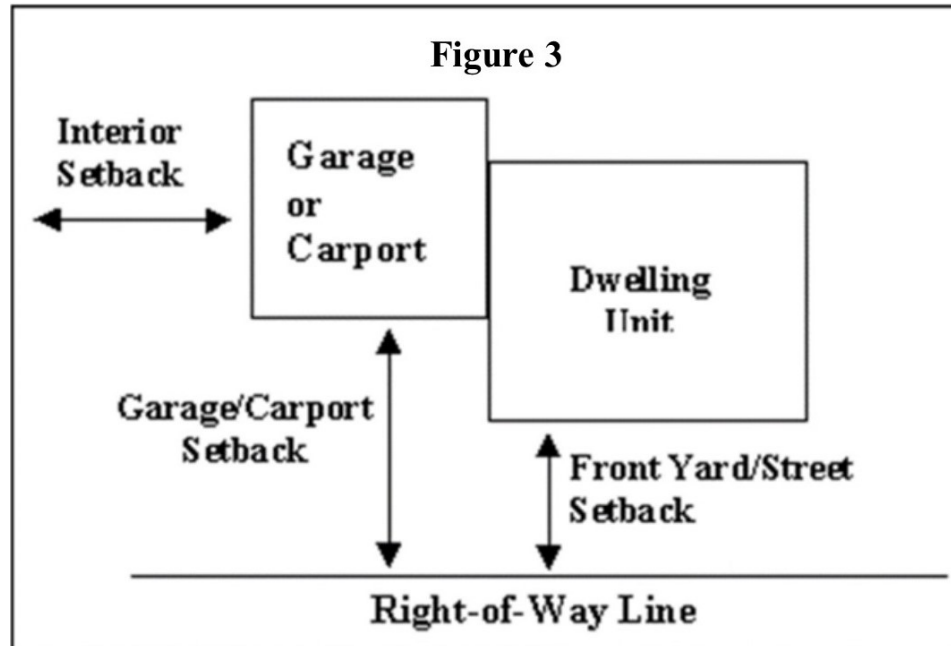 Figure 3
Interior
Setback
Garage
or
Carport
Dwelling
Unit
Garage/Carport
Setback
Front Yard/Street
Setback
Right-of-Way Line